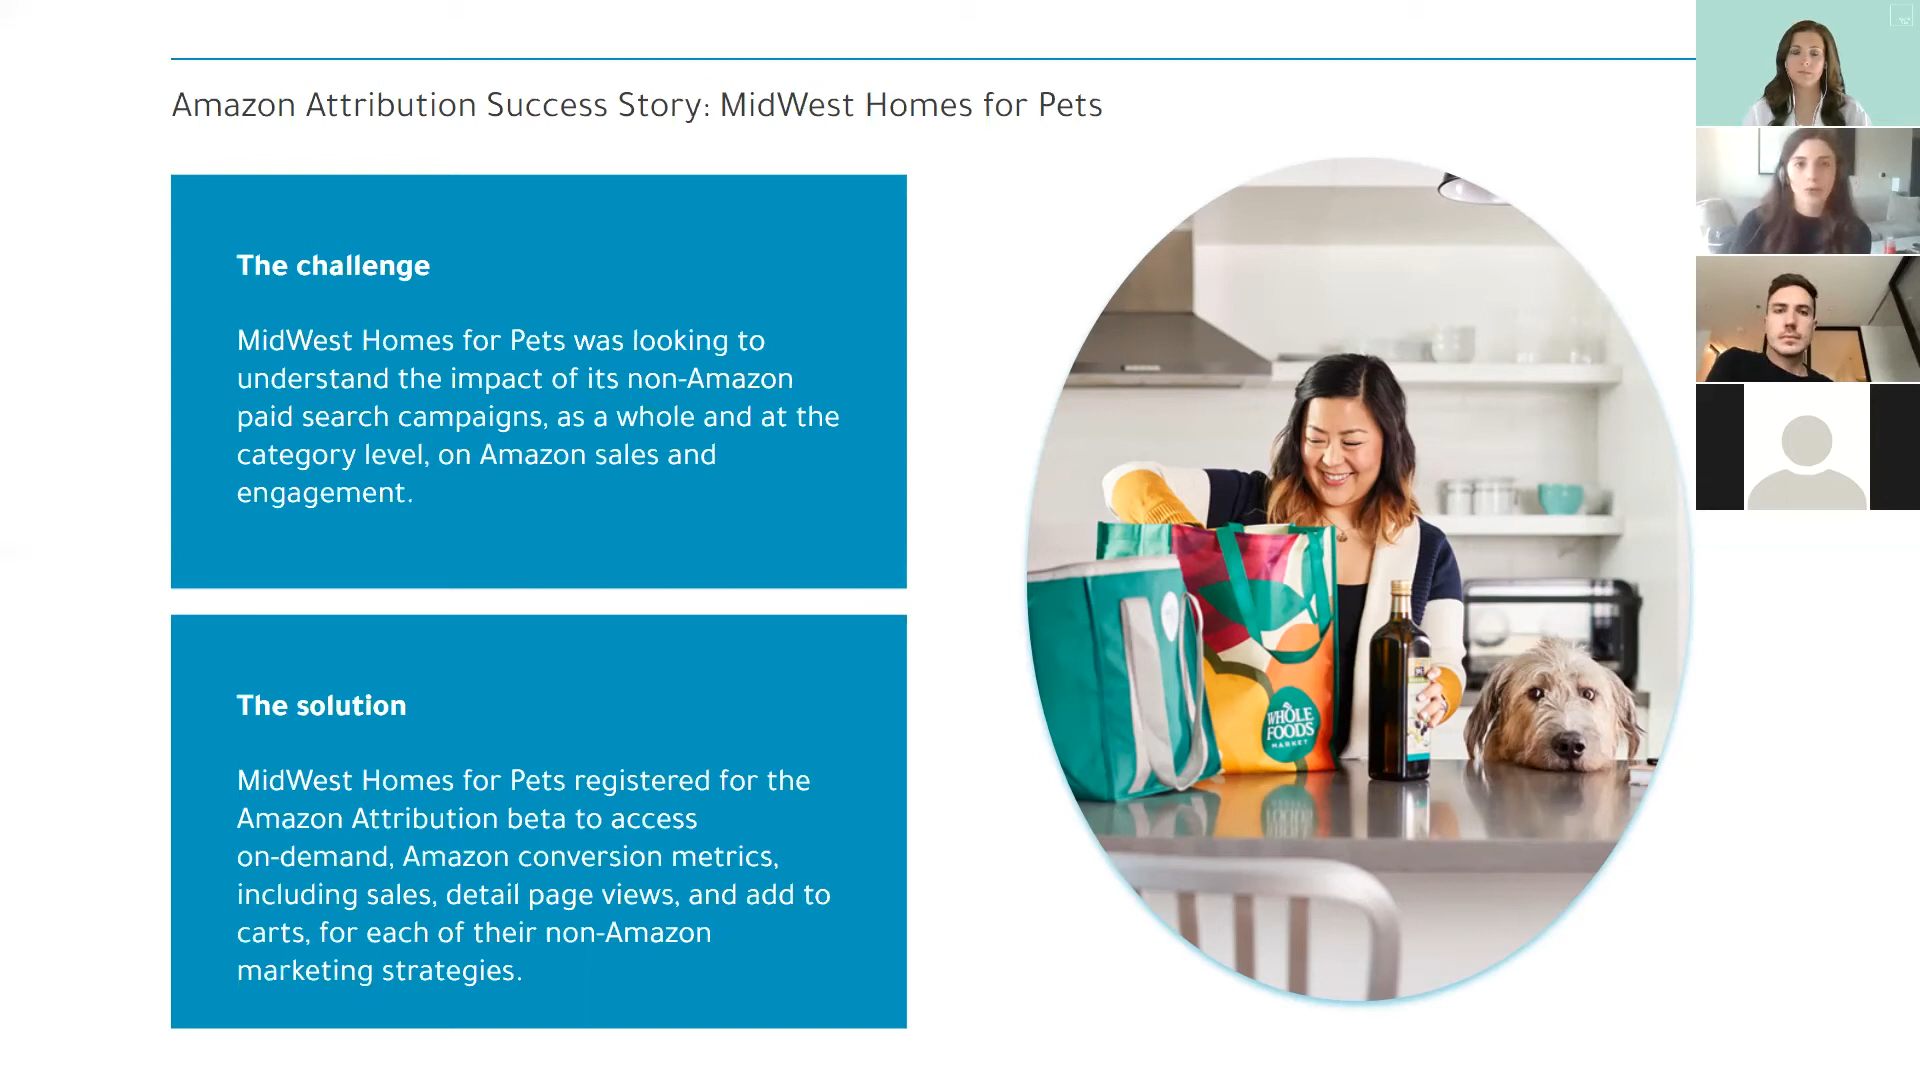 Amazon Attribution Success Story: MidWest Homes for Pets
The challenge
MidWest Homes for Pets was looking to
understand the impact of its non-Amazon
paid search campaigns, as a whole and at the
category level, on Amazon sales and
engagement.
The solution
MidWest Homes for Pets registered for the
Amazon Attribution beta to access
on-demand, Amazon conversion metrics,
including sales, detail page views, and add to
carts, for each of their non-Amazon
marketing strategies.
WHOLE
FOODS
MARKET